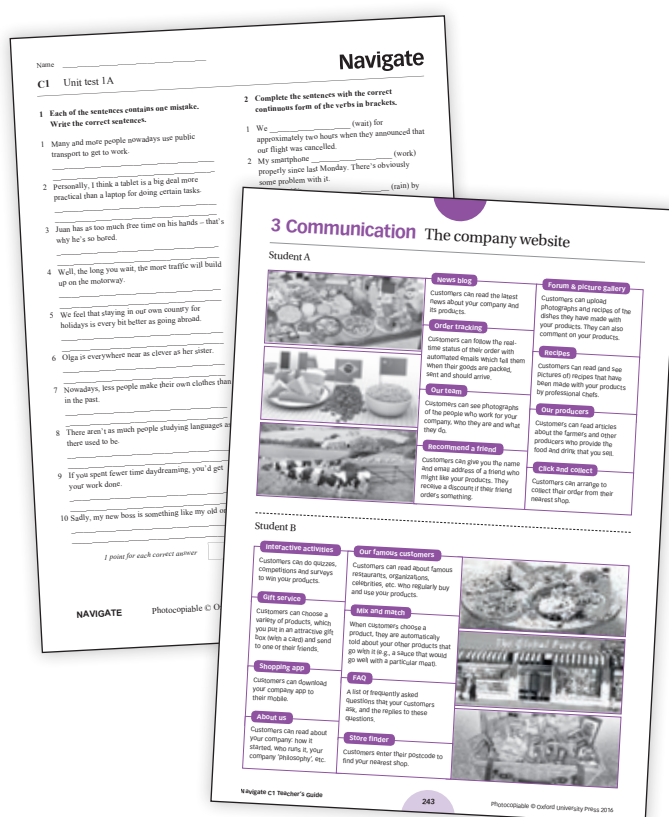 Name
Navigate
C1 Unit test 1A
1 Each of the sentences contains one mistake.
Write the correct sentences.
1 Many and more people nowadays use public
transport to get to work.
2 Personally, I think a tablet is a big deal more
practical than a laptop for doing certain tasks.
3 Juan has as too much free time on his hands – that's
why he's so bored.
4 Well, the long you wait, the more traffic will build
up on the motorway.
5 We feel that staying in our own country for
holidays is every bit better as going abroad.
6 Olga is everywhere near as clever as her sister.
7 Nowadays, less people make their own clothes than
in the past.
8 There aren't as much people studying languages as
there used to be.
9 If you spent fewer time daydreaming, you'd get
your work done.
10 Sadly, my new boss is something like my old
1 point for each correct answer
NAVIGATE
Photocopiable ©
2 Complete the sentences with the correct
continuous form of the verbs in brackets.
1 We (wait) for
approximately two hours when they announced that
our flight was cancelled.
2 My smartphone (work)
properly since last Monday. There's obviously
some problem with it.
(rain) by
3 Communication The company website
Student A
News blog
Customers can read the latest
news about your company and
its products.
Order tracking
Customers can follow the real-
time status of their order with
automated emails which tell them
when their goods are packed,
sent and should arrive.
Our team
Customers can see photographs
of the people who work for your
company, who they are and what
they do.
Recommend a friend
Customers can give you the name
and email address of a friend who
might like your products. They
receive a discount if their friend
orders something.
Forum & picture gallery
Customers can upload
photographs and recipes of the
dishes they have made with
your products. They can also
comment on your products.
Recipes
Customers can read (and see
pictures of) recipes that have
been made with your products
by professional chefs.
Our producers
Customers can read articles
about the farmers and other
producers who provide the
food and drink that you sell.
Click and collect
Customers can arrange to
collect their order from their
nearest shop.
Student B
Interactive activities
Customers can do quizzes,
competitions and surveys
to win your products.
Gift service
Customers can choose a
variety of products, which
you put in an attractive gift
box (with a card) and send
to one of their friends.
Shopping app
Customers can download
your company app to
their mobile.
About us
Customers can read about
your company: how it
started, who runs it, your
company 'philosophy', etc.
Our famous customers
Customers can read about famous
restaurants, organizations,
celebrities, etc. who regularly buy
and use your products.
Mix and match
When customers choose a
product, they are automatically
told about your other products that
go with it (e.g., a sauce that would
go well with a particular meat).
FAQ
A list of frequently asked
questions that your customers
ask, and the replies to these
questions.
Store finder
Customers enter their postcode to
find your nearest shop.
Navigate C1 Teacher's Guide
243
Photocopiable © Oxford University Press 2016